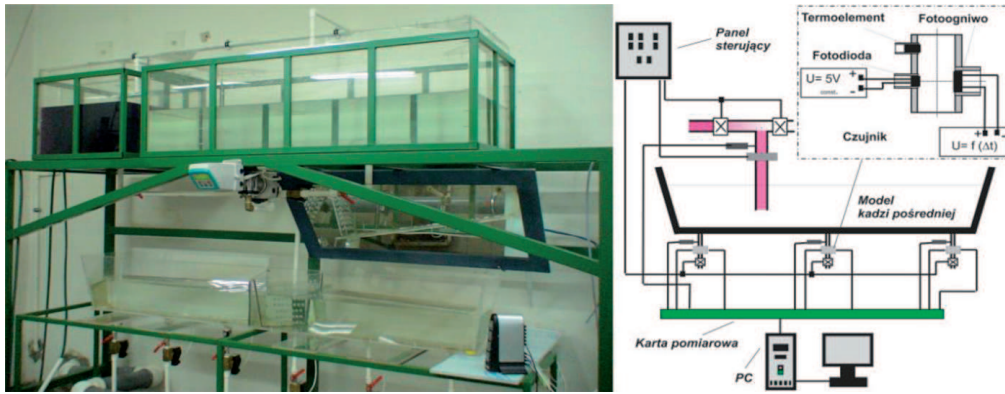 Panel
sterujący
Termoelement
Fotoogniwo
Fotodioda
U= 5V
const.
+
-
Czujnik
+
-
U= f (Δt)
Model
kadzi pośredniej
Karta pomiarowa
PC